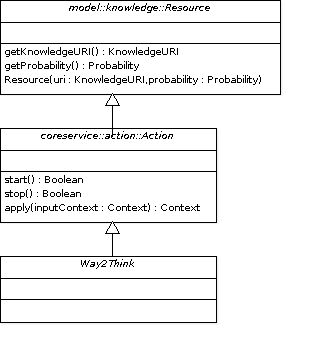 model::knowledge::Resource
getKnowledgeURI() : KnowledgeURI
getProbability() : Probability
Resource(uri : KnowledgeURI,probability : Probability)
coreservice::action::Action
start() : Boolean
stop() : Boolean
apply(inputContext : Context) : Context
Way2Think